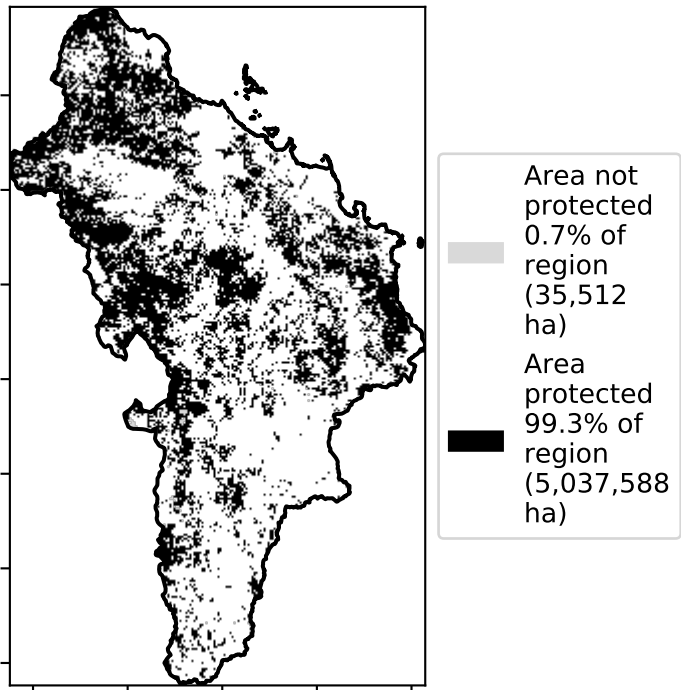 Area not
protected
0.7% of
region
(35,512
ha)
Area
protected
99.3% of
region
(5,037,588
ha)